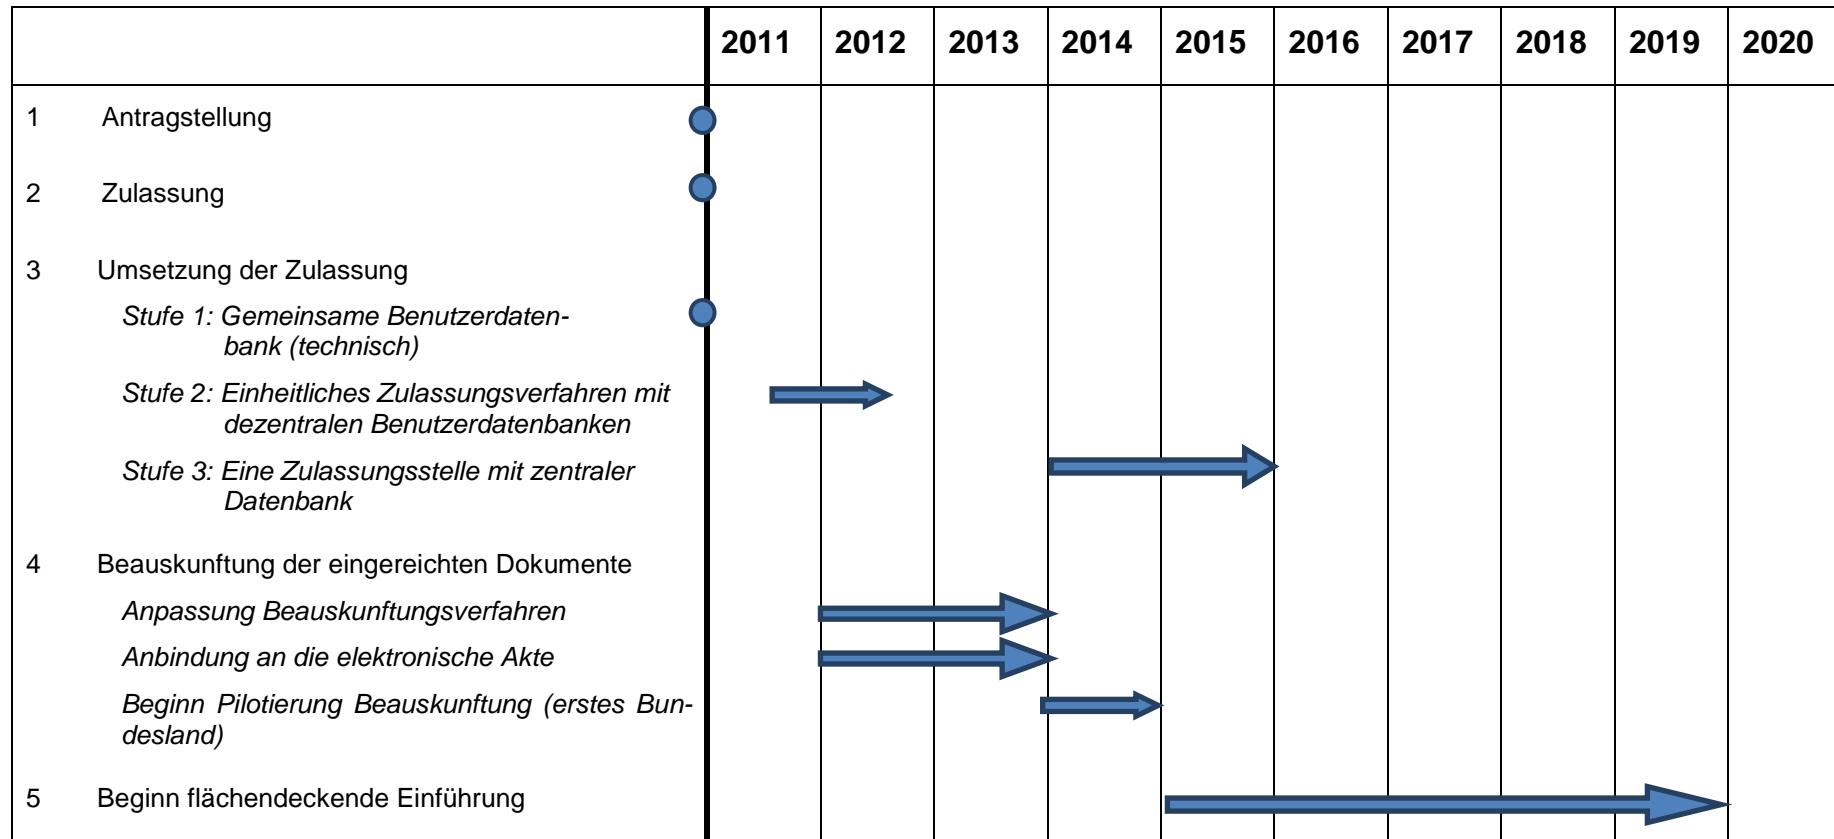 2011 2012 2013 2014 2015 2016 2017 2018 2019 2020
1 Antragstellung
2 Zulassung
3 Umsetzung der Zulassung
Stufe 1: Gemeinsame Benutzerdaten-
bank (technisch)
Stufe 2: Einheitliches Zulassungsverfahren mit
dezentralen Benutzerdatenbanken
Stufe 3: Eine Zulassungsstelle mit zentraler
Datenbank
4 Beauskunftung der eingereichten Dokumente
Anpassung Beauskunftungsverfahren
Anbindung an die elektronische Akte
Beginn Pilotierung Beauskunftung (erstes Bun-
desland)
5 Beginn flächendeckende Einführung